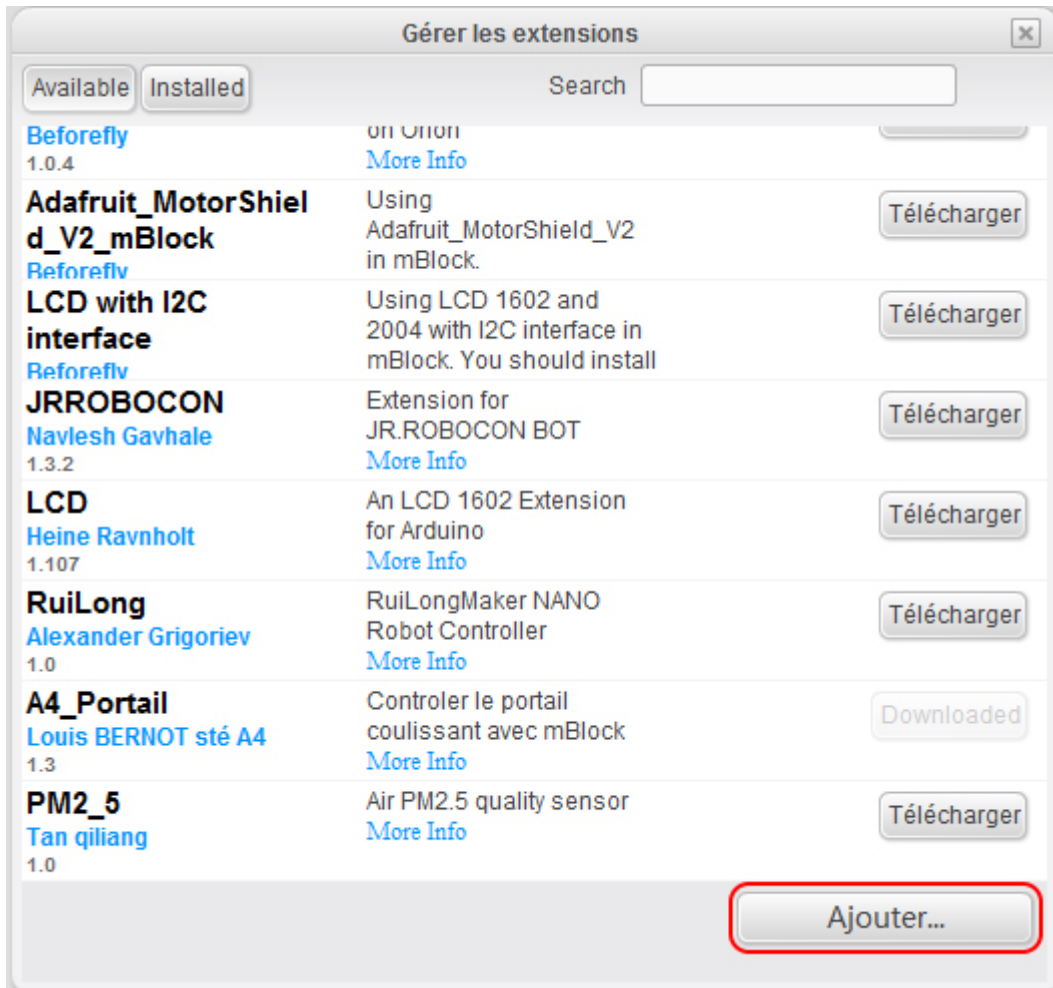 Gérer les extensions
Available Installed Search
Beforefly
1.0.4
on Orion
More Info
Adafruit_MotorShiel
d_V2_mBlock
Beforefly
Using
Adafruit_MotorShield_V2
in mBlock.
Télécharger
LCD with I2C
interface
Beforefly
Using LCD 1602 and
2004 with I2C interface in
mBlock. You should install
Télécharger
JRROBOCON
Navlesh Gavhale
1.3.2
Extension for
JR.ROBOCON BOT
More Info
Télécharger
LCD
Heine Ravnholt
1.107
An LCD 1602 Extension
for Arduino
More Info
Télécharger
RuiLong
Alexander Grigoriev
1.0
RuiLongMaker NANO
Robot Controller
More Info
Télécharger
A4_Portail
Louis BERNOT sté A4
1.3
Controler le portail
coulissant avec mBlock
More Info
Downloaded
PM2_5
Tan qiliang
1.0
Air PM2.5 quality sensor
More Info
Télécharger
Ajouter...